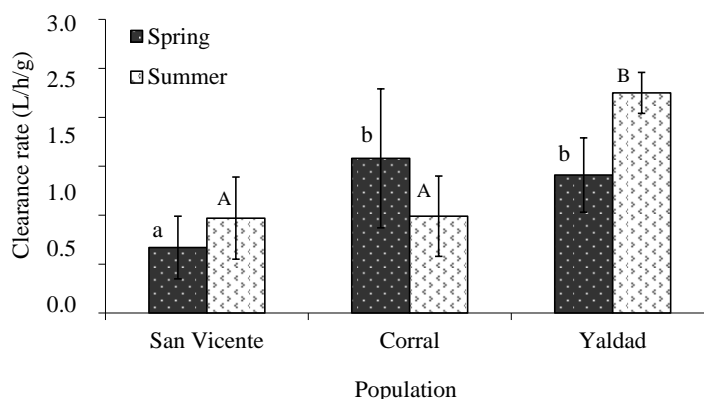 3.0
2.5
3.0
1.5
1.0
0.5
0.0
Clearance rate (L/h/g)
Spring
Summer
a
A
b
A
b
B
San Vicente
Corral
Yaldad
Population